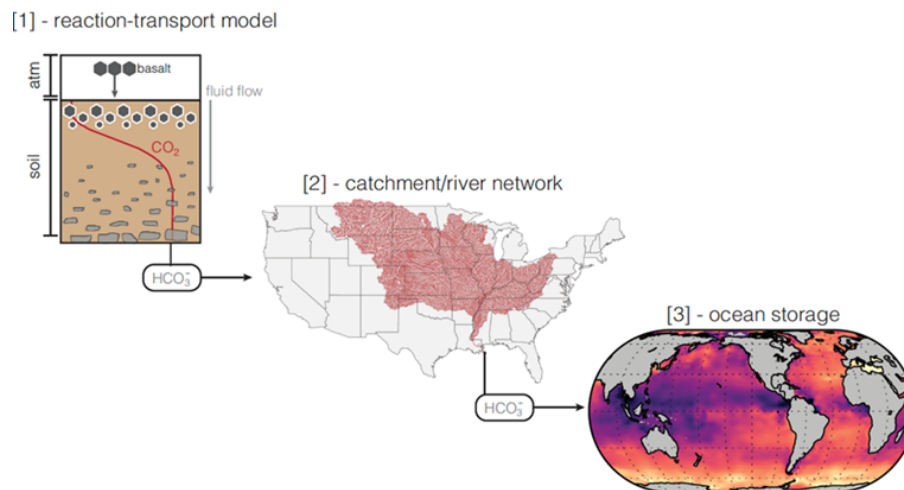 [1] - reaction-transport model
atm
basalt
fluid flow
soil
CO₂
[2] - catchment/river network
HCO₃⁻
[3] - ocean storage
HCO₃⁻